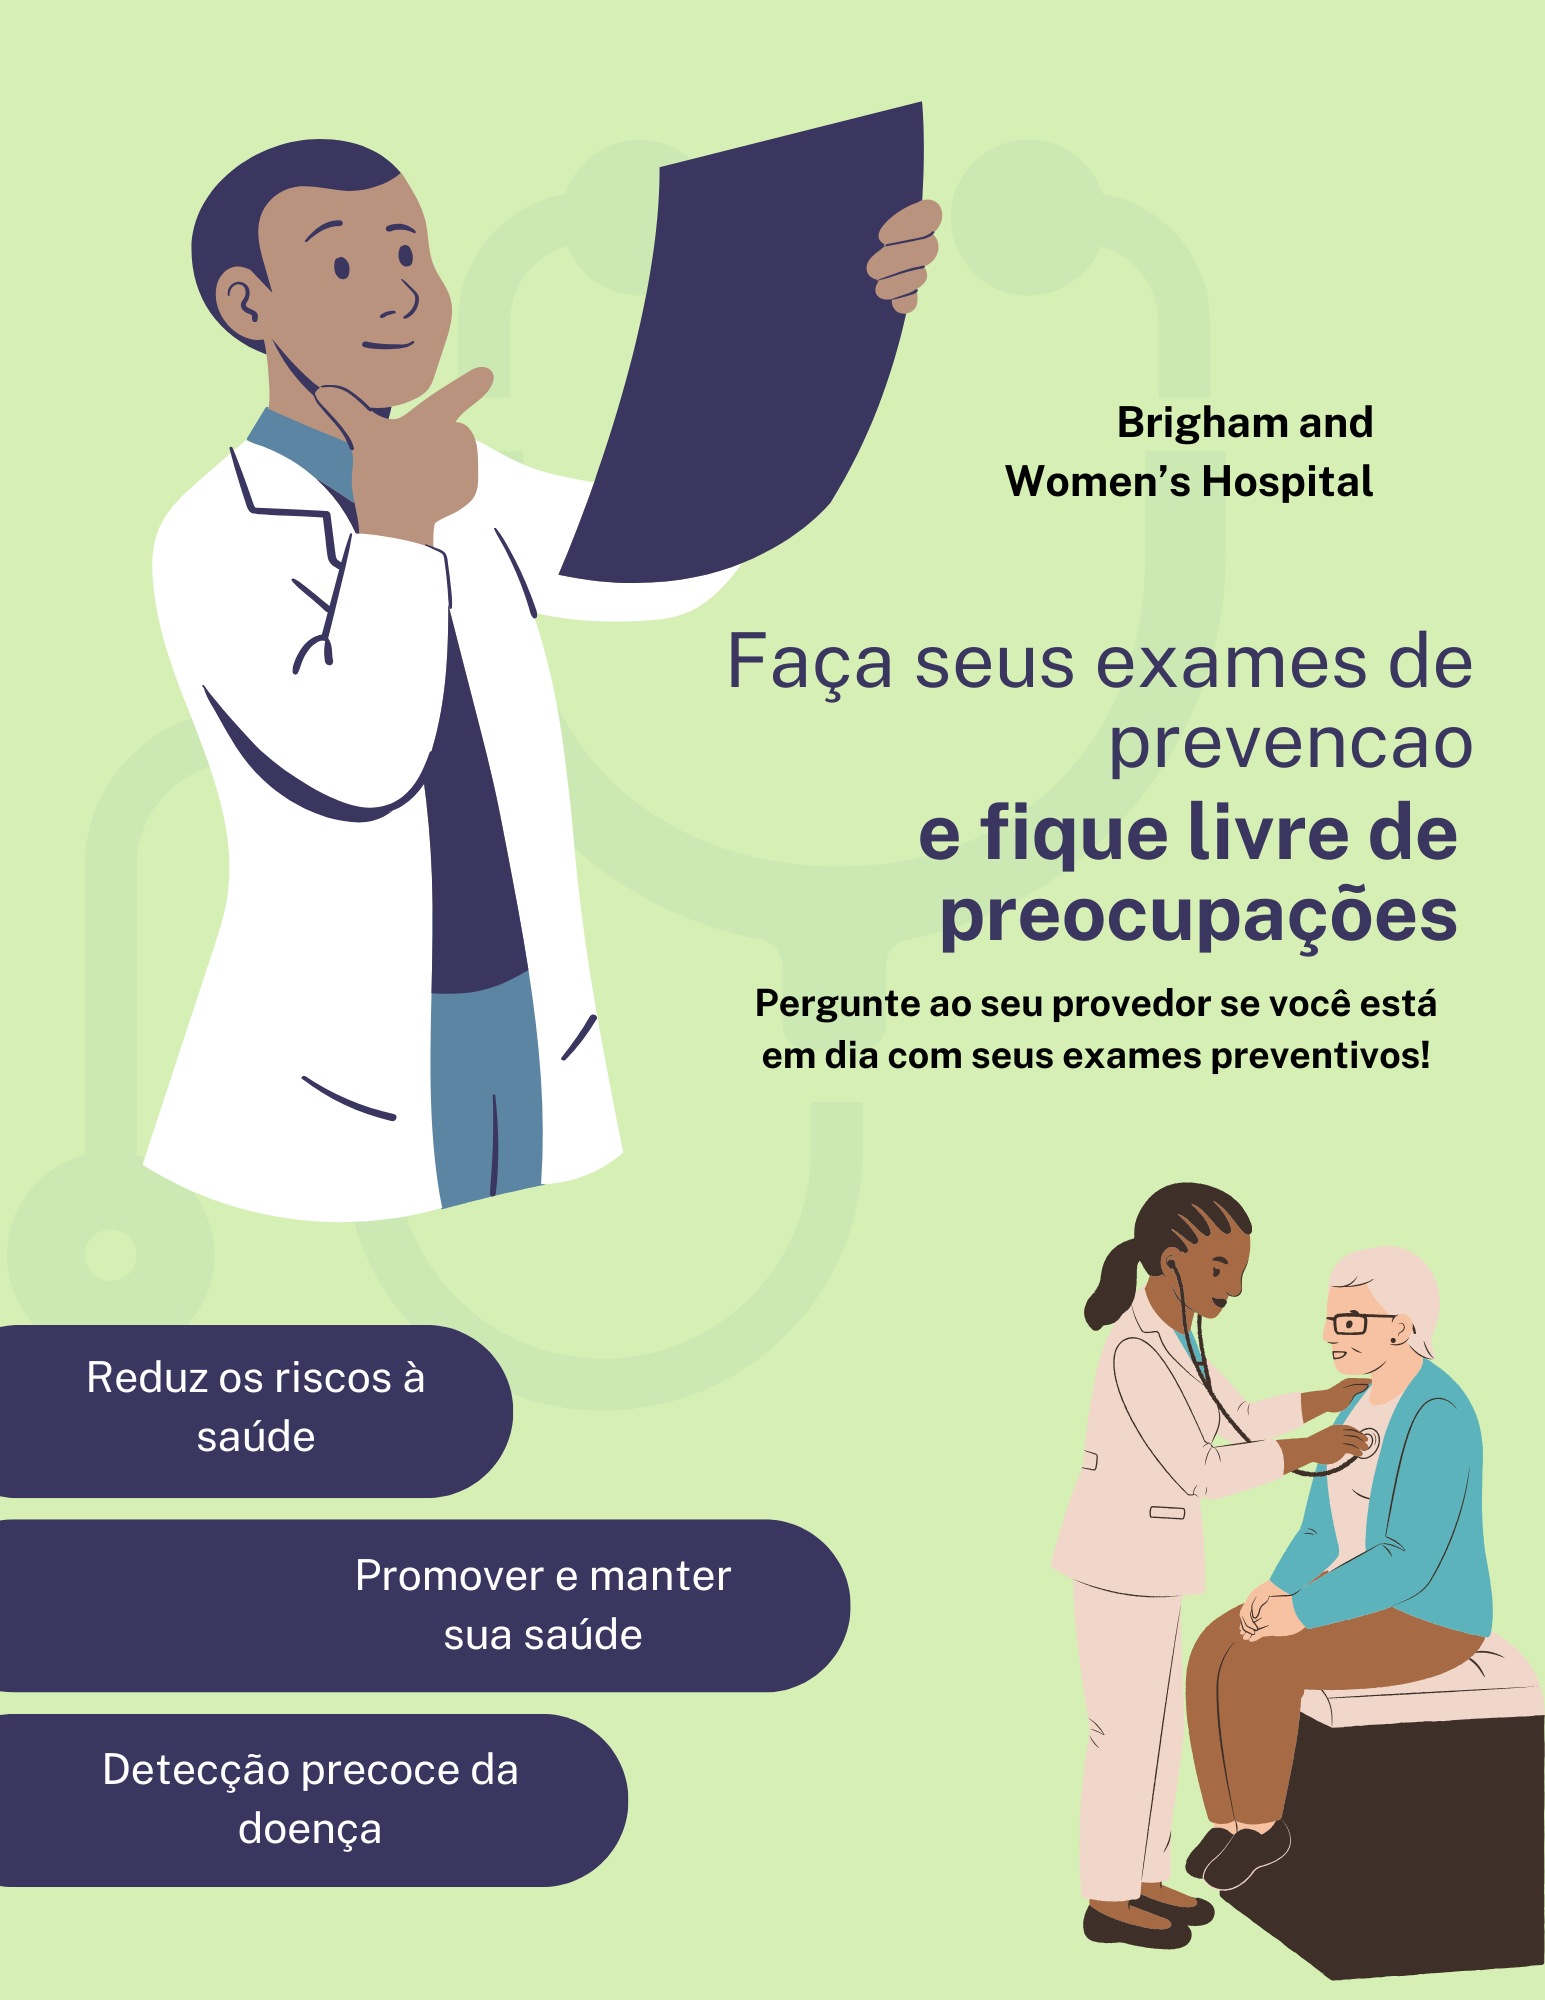 Brigham and
Women’s Hospital
Faça seus exames de
prevencao
e fique livre de
preocupações
Pergunte ao seu provedor se você está
em dia com seus exames preventivos!
Reduz os riscos à
saúde
Promover e manter
sua saúde
Detecção precoce da
doença